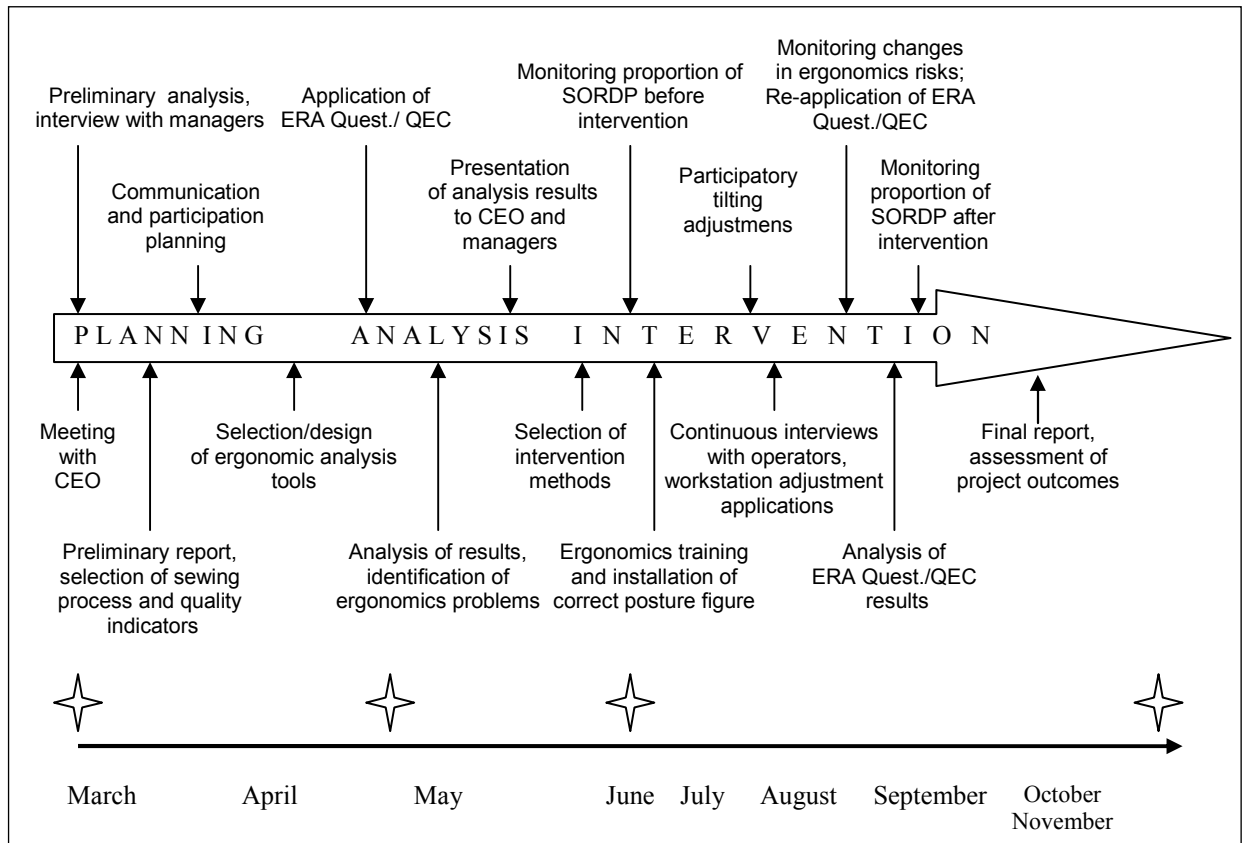 Preliminary analysis,
interview with managers
Communication
and participation
planning
Application of
ERA Quest./ QEC
Presentation
of analysis results
to CEO and
managers
Monitoring proportion of
SORDP before
intervention
Participatory
tilting
adjustmens
Monitoring changes
in ergonomics risks;
Re-application of ERA
Quest./QEC
Monitoring
proportion of
SORDP after
intervention
PLANNING ANALYSIS INTERVENTION
Meeting
with
CEO
Preliminary report,
selection of sewing
process and quality
indicators
Selection/design
of ergonomic analysis
tools
Analysis of results,
identification of
ergonomics problems
Selection of
intervention
methods
Ergonomics training
and installation of
correct posture figure
Continuous interviews
with operators,
workstation adjustment
applications
Analysis of
ERA Quest./QEC
results
Final report,
assessment of
project outcomes
March April May June July August September October
November